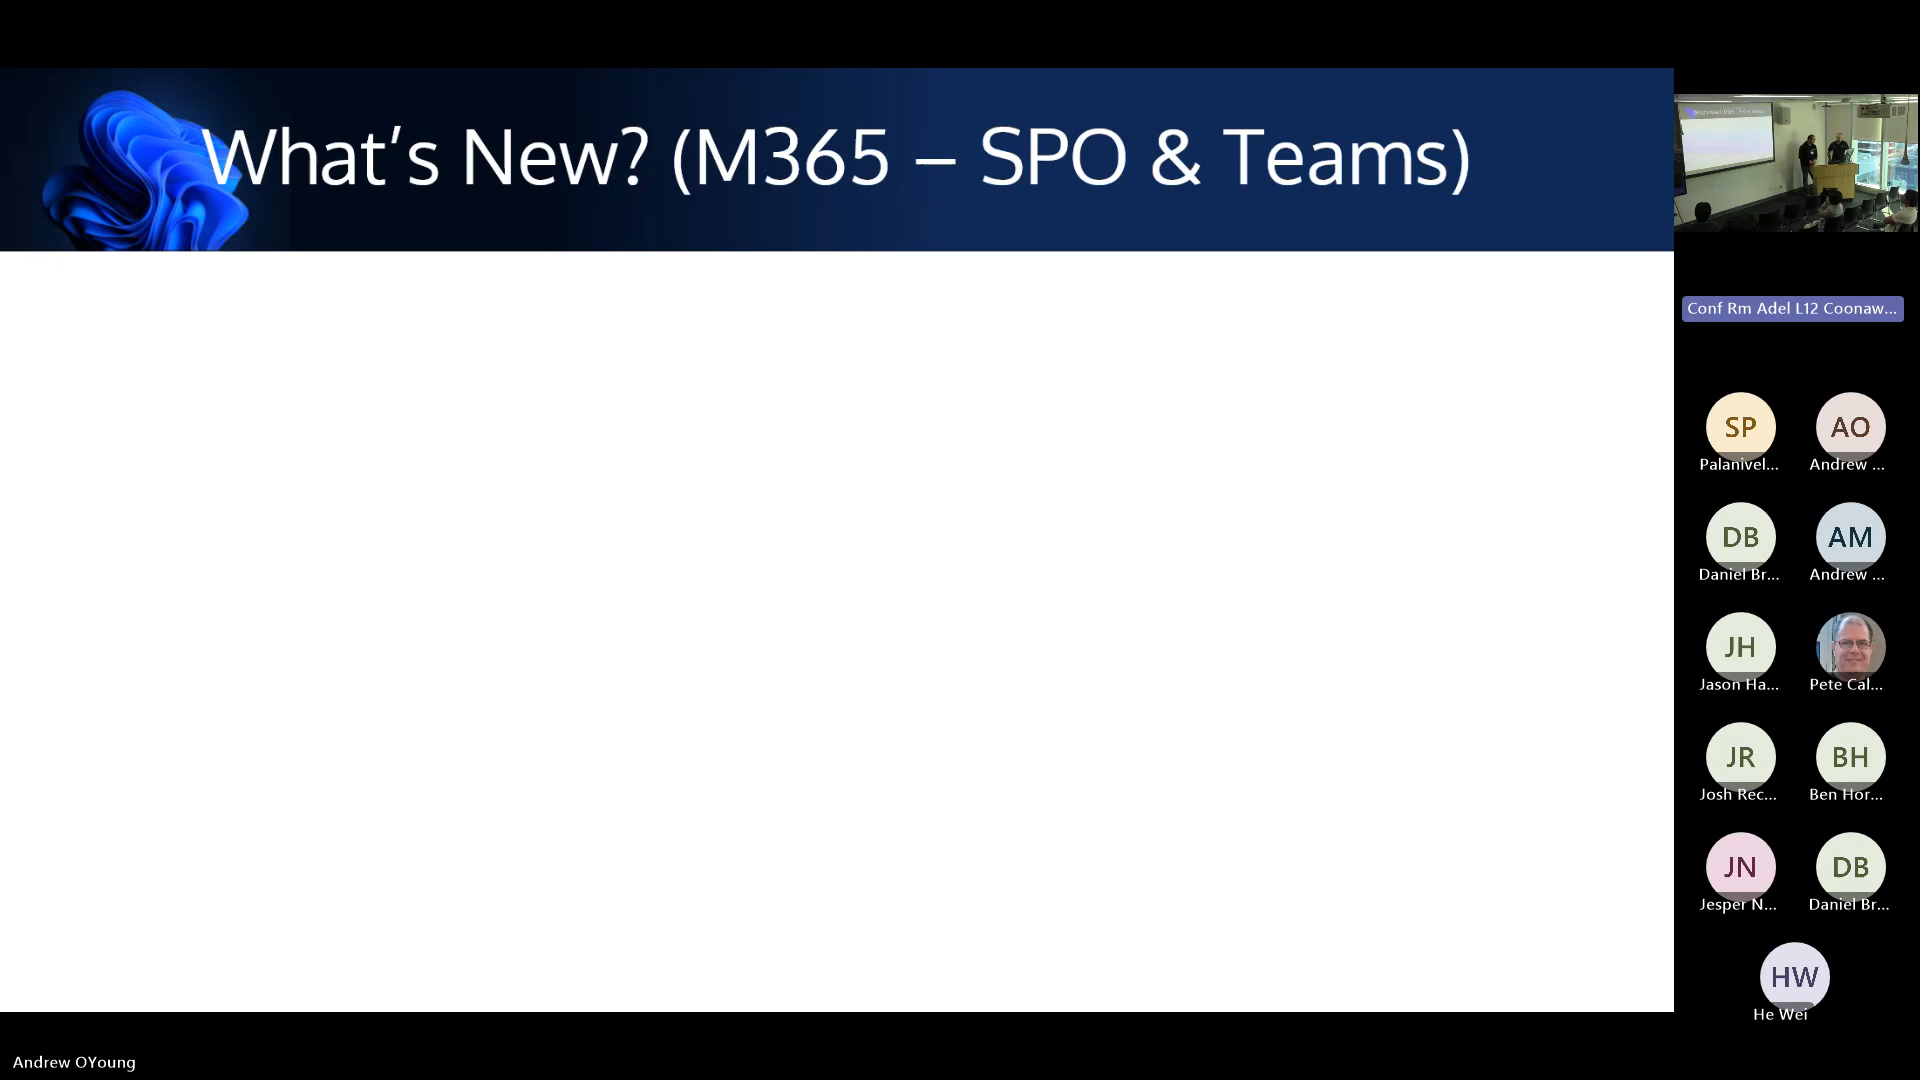 What's New? (M365 – SPO & Teams)
Conf Rm Adel L12 Coonaw...
SP
AO
Palanivel...
Andrew ...
DB
AM
Daniel Br...
Andrew ...
JH
Jason Ha...
Pete Cal...
JR
BH
Josh Rec...
Ben Hor...
JN
DB
Jesper N...
Daniel Br...
HW
He Wei
Andrew OYoung